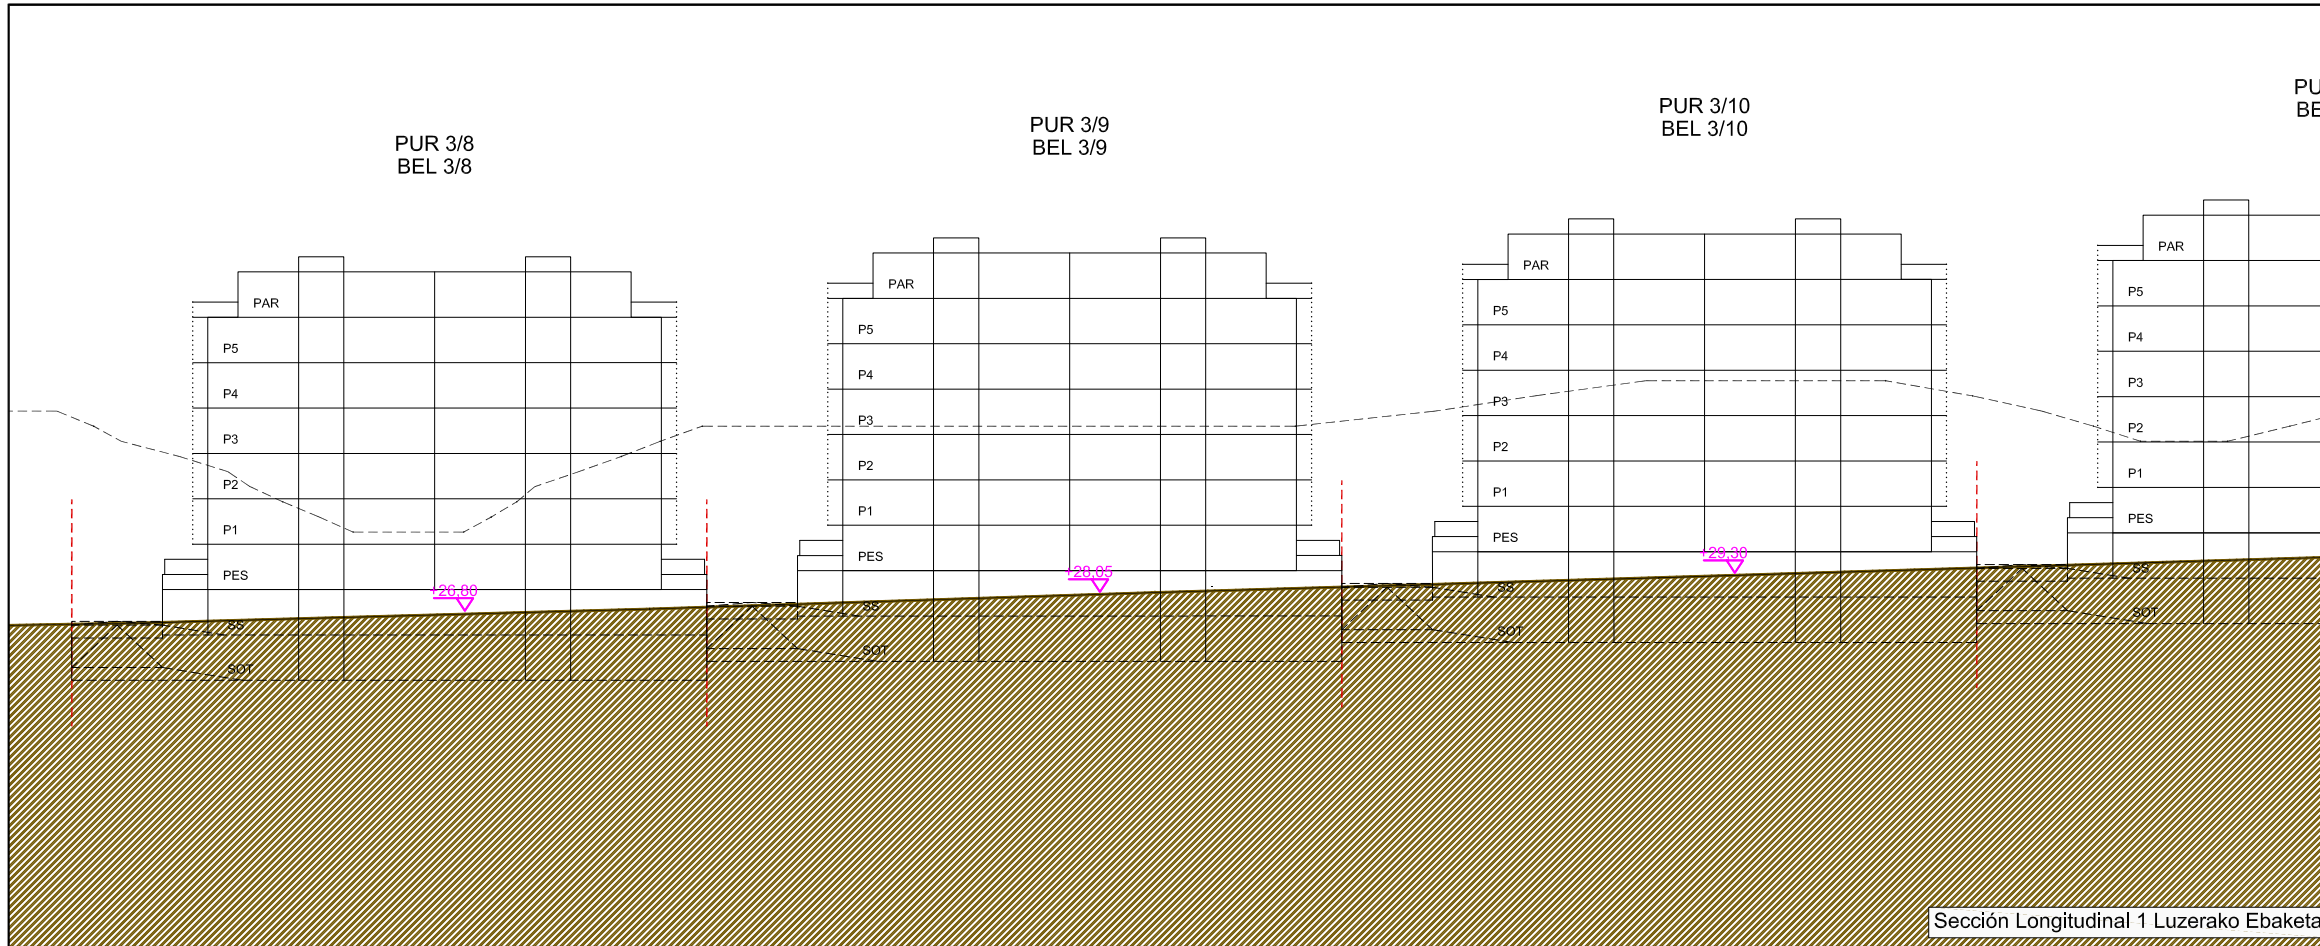 PUR 3/8
BEL 3/8
PAR
P5
P4
P3
P2
P1
PES
+26,80
SS
SOT
PUR 3/9
BEL 3/9
PAR
P5
P4
P3
P2
P1
PES
+28,05
SS
SOT
PUR 3/10
BEL 3/10
PAR
P5
P4
P3
P2
P1
PES
+29,30
SS
SOT
PU
BE
PAR
P5
P4
P3
P2
P1
PES
SS
SOT
Sección Longitudinal 1 Luzerako Ebaketa